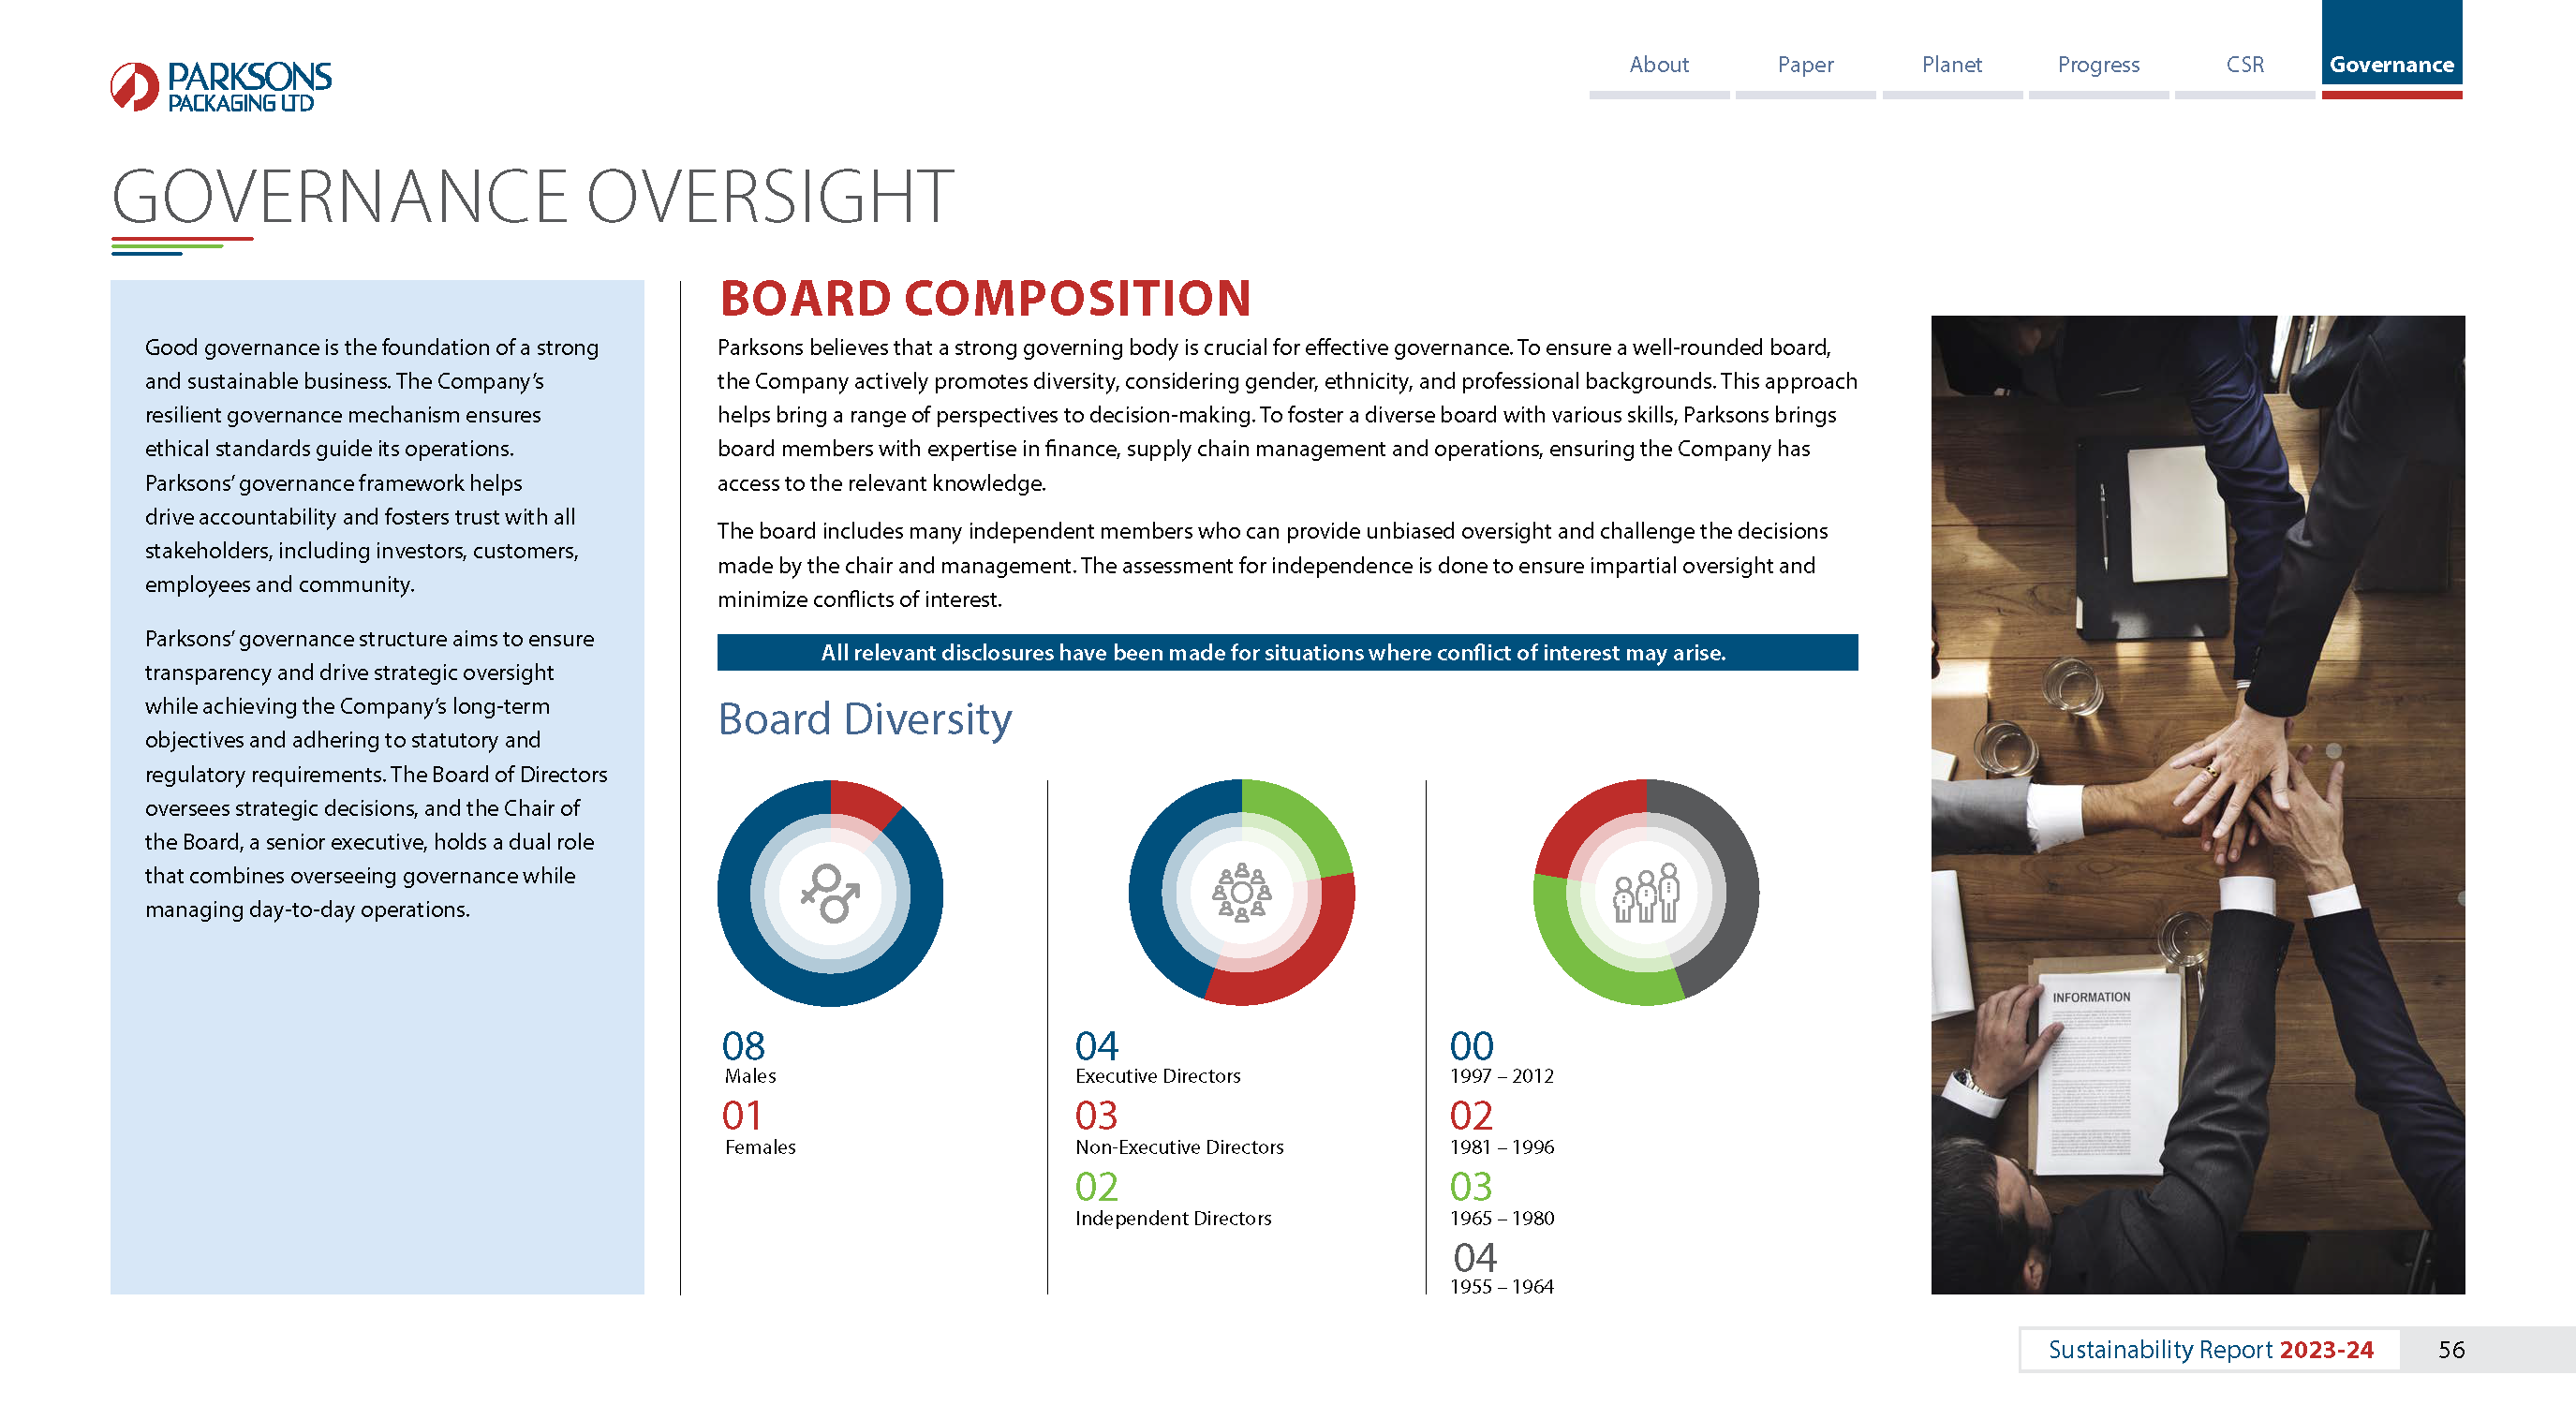 PARKSONS
PACKAGING LTD
About
Paper
Planet
Progress
CSR
Governance
GOVERNANCE OVERSIGHT
Good governance is the foundation of a strong
and sustainable business. The Company’s
resilient governance mechanism ensures
ethical standards guide its operations.
Parksons’ governance framework helps
drive accountability and fosters trust with all
stakeholders, including investors, customers,
employees and community.
Parksons’ governance structure aims to ensure
transparency and drive strategic oversight
while achieving the Company’s long-term
objectives and adhering to statutory and
regulatory requirements. The Board of Directors
oversees strategic decisions, and the Chair of
the Board, a senior executive, holds a dual role
that combines overseeing governance while
managing day-to-day operations.
BOARD COMPOSITION
Parksons believes that a strong governing body is crucial for effective governance. To ensure a well-rounded board,
the Company actively promotes diversity, considering gender, ethnicity, and professional backgrounds. This approach
helps bring a range of perspectives to decision-making. To foster a diverse board with various skills, Parksons brings
board members with expertise in finance, supply chain management and operations, ensuring the Company has
access to the relevant knowledge.
The board includes many independent members who can provide unbiased oversight and challenge the decisions
made by the chair and management. The assessment for independence is done to ensure impartial oversight and
minimize conflicts of interest.
All relevant disclosures have been made for situations where conflict of interest may arise.
Board Diversity
08
Males
01
Females
04
Executive Directors
03
Non-Executive Directors
02
Independent Directors
00
1997 – 2012
02
1981 – 1996
03
1965 – 1980
04
1955 – 1964
INFORMATION
Sustainability Report 2023-24
56